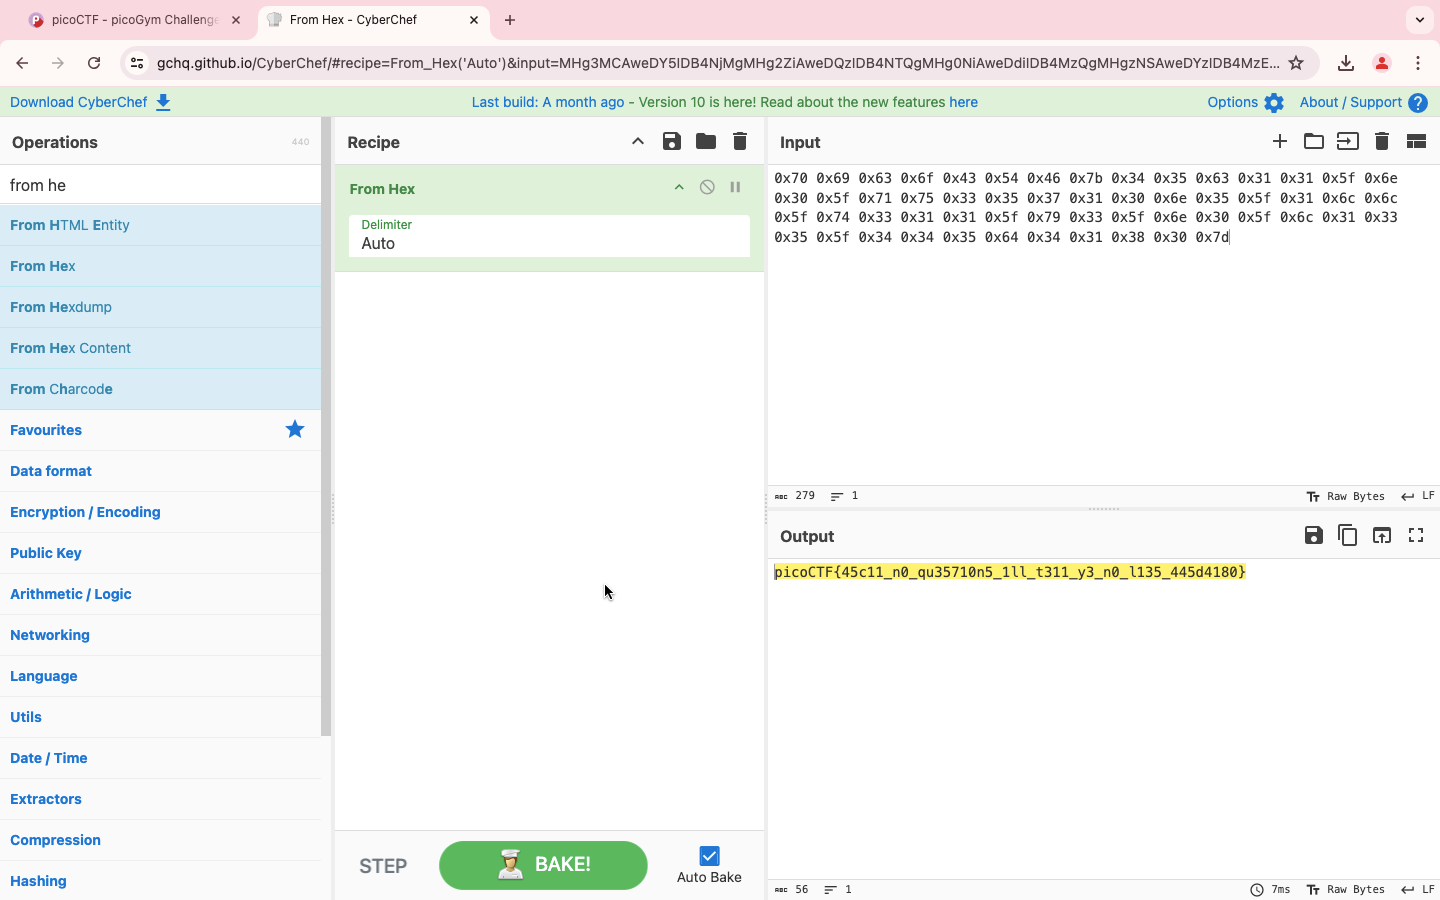 picoCTF - picoGym Challenge
From Hex - CyberChef
gchq.github.io/CyberChef/#recipe=From_Hex('Auto')&input=MHg3MCAweDY5IDB4NjMgMHg2ZiAweDQzIDB4NTQgMHg0NiAweDdiIDB4MzQgMHgzNSAweDYzIDB4MzE...
Download CyberChef
Last build: A month ago - Version 10 is here! Read about the new features here
Options
About / Support
Operations
440
Recipe
Input
from he
From HTML Entity
From Hex
From Hexdump
From Hex Content
From Charcode
Favourites
Data format
Encryption / Encoding
Public Key
Arithmetic / Logic
Networking
Language
Utils
Date / Time
Extractors
Compression
Hashing
From Hex
Delimiter
Auto
STEP
BAKE!
Auto Bake
0x70 0x69 0x63 0x6f 0x43 0x54 0x46 0x7b 0x34 0x35 0x63 0x31 0x31 0x5f 0x6e
0x30 0x5f 0x71 0x75 0x33 0x35 0x37 0x31 0x30 0x6e 0x35 0x5f 0x31 0x6c 0x6c
0x5f 0x74 0x33 0x31 0x31 0x5f 0x79 0x33 0x5f 0x6e 0x30 0x5f 0x6c 0x31 0x33
0x35 0x5f 0x34 0x34 0x35 0x64 0x34 0x31 0x38 0x30 0x7d
ABC 279
1
Raw Bytes
LF
Output
picoCTF{45c11_n0_qu35710n5_1ll_t311_y3_n0_l135_445d4180}
ABC 56
1
7ms
Raw Bytes
LF